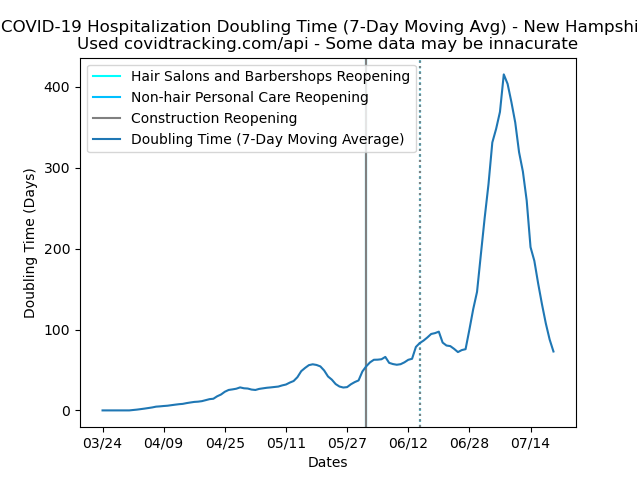 COVID-19 Hospitalization Doubling Time (7-Day Moving Avg) - New Hampshi
Used covidtracking.com/api - Some data may be innacurate
Hair Salons and Barbershops Reopening
Non-hair Personal Care Reopening
Construction Reopening
Doubling Time (7-Day Moving Average)
Doubling Time (Days)
400
300
200
100
0
03/24 04/09 04/25 05/11 05/27 06/12 06/28 07/14
Dates